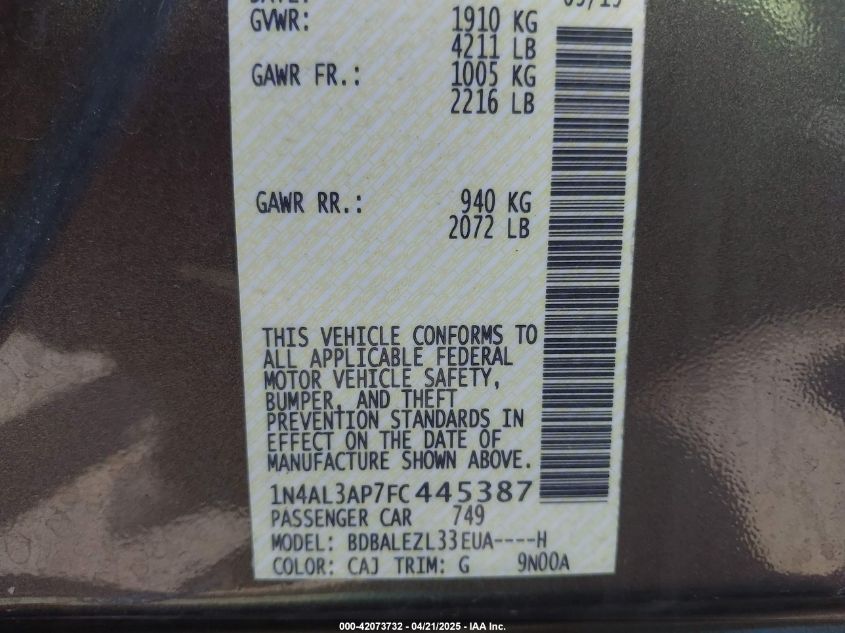 GVWR: 1910 KG
4211 LB
GAWR FR.: 1005 KG
2216 LB
GAWR RR.: 940 KG
2072 LB
THIS VEHICLE CONFORMS TO
ALL APPLICABLE FEDERAL
MOTOR VEHICLE SAFETY,
BUMPER, AND THEFT
PREVENTION STANDARDS IN
EFFECT ON THE DATE OF
MANUFACTURE SHOWN ABOVE.
1N4AL3AP7FC445387
PASSENGER CAR 749
MODEL: BDBALEZL33EUA----H
COLOR: CAJ TRIM: G 9N00A
000-42073732 - 04/21/2025 - IAA Inc.